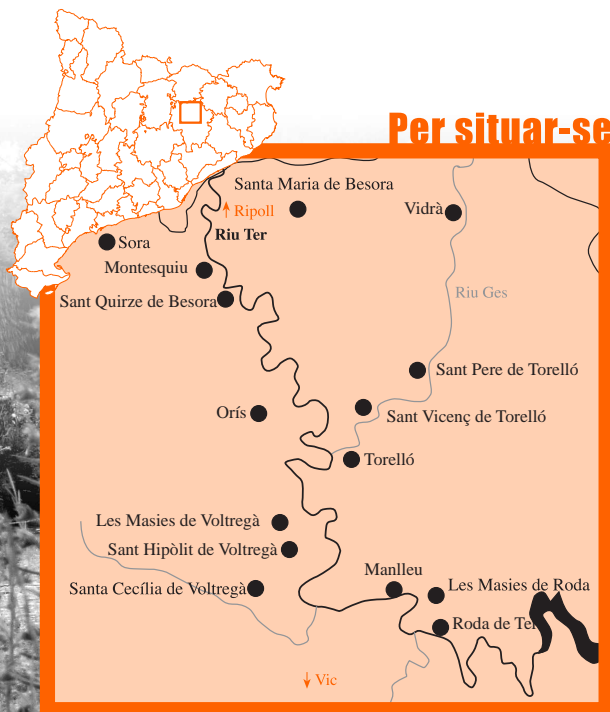 Per situar-se
Santa Maria de Besora
Ripoll
Vidrà
Riu Ter
Sora
Montesquiu
Riu Ges
Sant Quirze de Besora
Sant Pere de Torelló
Orís
Sant Vicenç de Torelló
Torelló
Les Masies de Voltregà
Sant Hipòlit de Voltregà
Manlleu
Santa Cecília de Voltregà
Les Masies de Roda
Roda de Ter
Vic